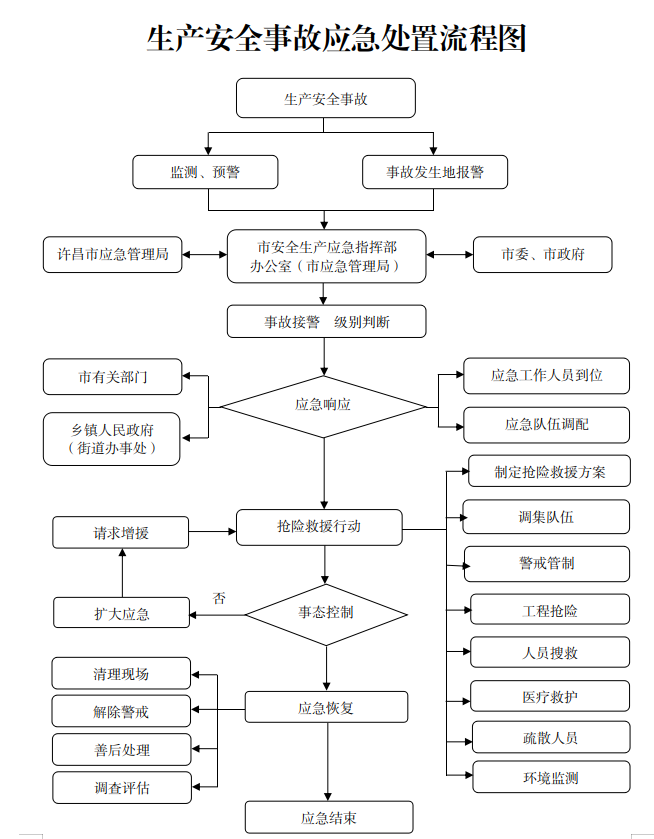 生产安全事故应急处置流程图
生产安全事故
监测、预警
事故发生地报警
许昌市应急管理局
市安全生产应急指挥部
办公室（市应急管理局）
市委、市政府
事故接警　级别判断
市有关部门
应急响应
应急工作人员到位
乡镇人民政府
（街道办事处）
应急队伍调配
制定抢险救援方案
请求增援
抢险救援行动
调集队伍
警戒管制
扩大应急
否
事态控制
工程抢险
人员搜救
清理现场
医疗救护
解除警戒
应急恢复
疏散人员
善后处理
环境监测
调查评估
应急结束